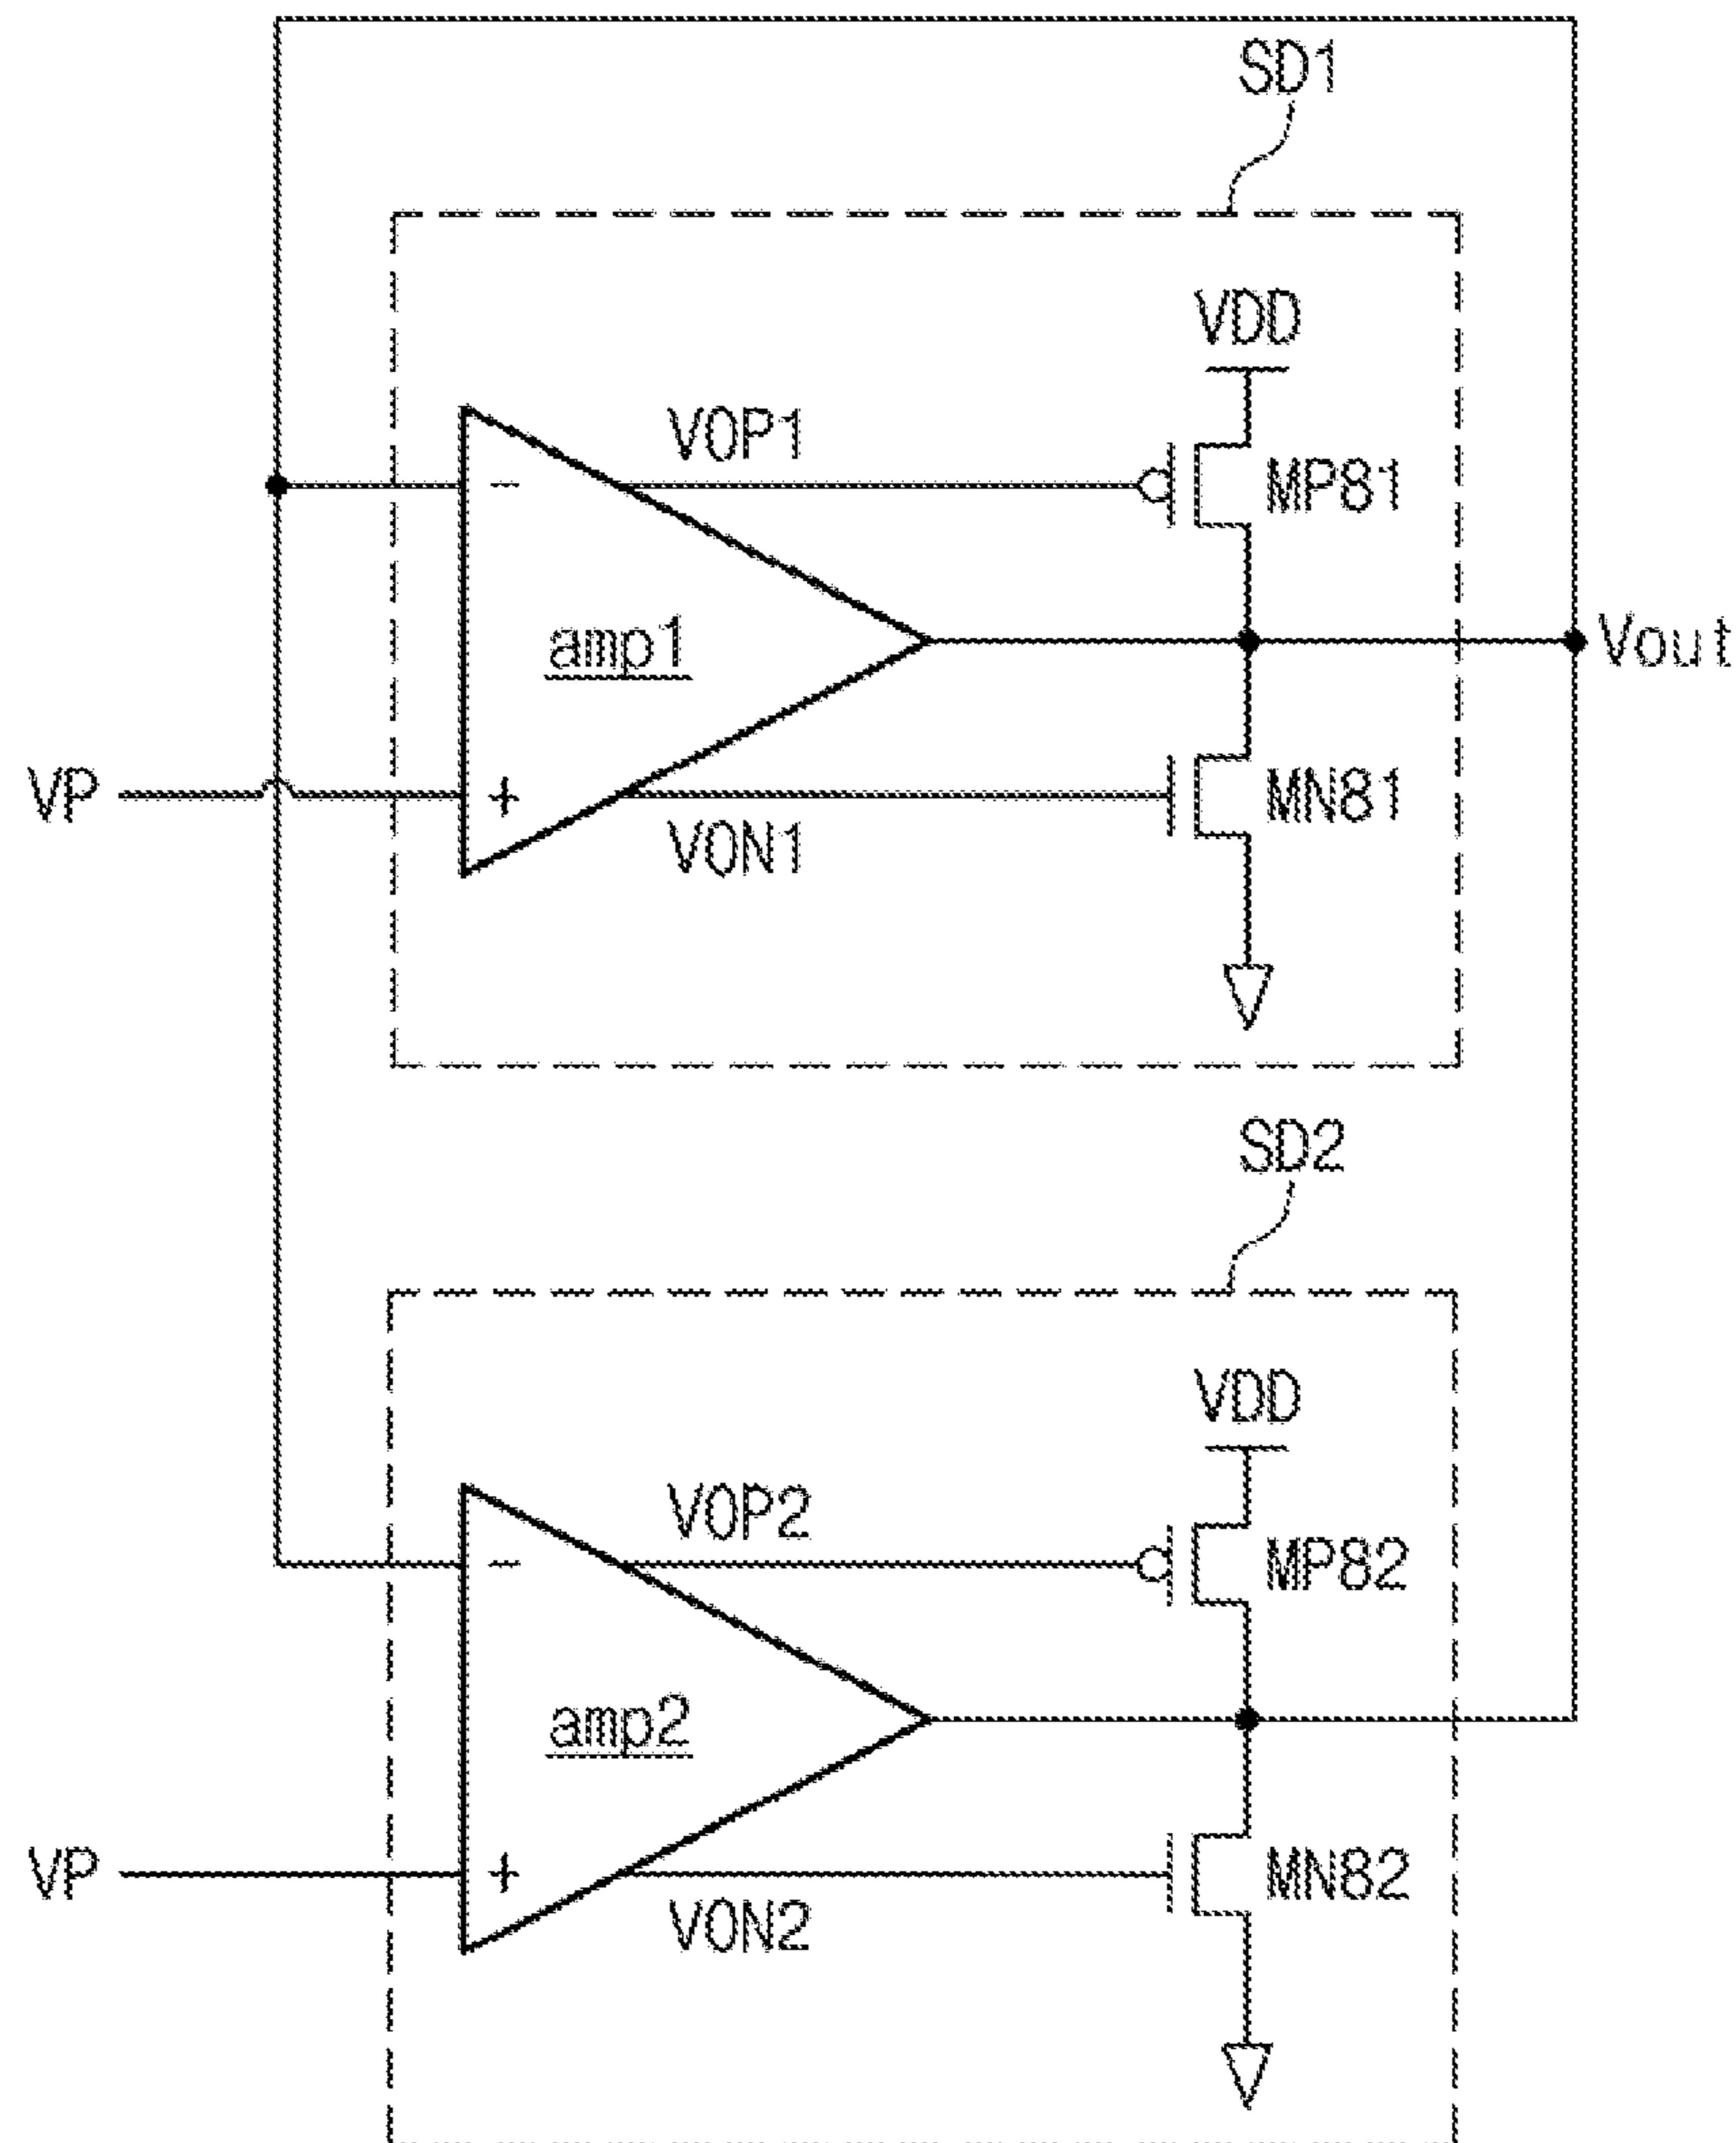 SD1
VDD
VOP1
MP81
-
amp1
Vout
VP
+
MN81
VON1
SD2
VDD
VOP2
MP82
-
amp2
VP
+
MN82
VON2